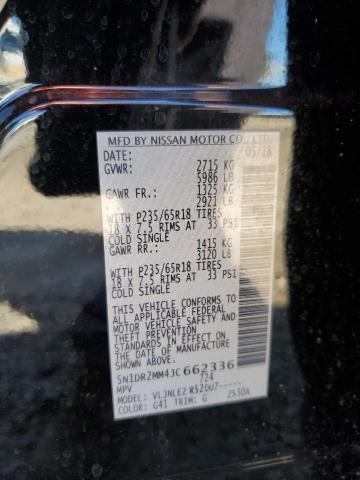 MFD BY NISSAN MOTOR CO., LTD.
DATE: 05/18
GVWR: 2715 KG
5986 LB
GAWR FR.: 1325 KG
2921 LB
WITH P235/65R18 TIRES
18 X 7.5 RIMS AT 33 PSI
COLD SINGLE
GAWR RR.: 1415 KG
3120 LB
WITH P235/65R18 TIRES
18 X 7.5 RIMS AT 33 PSI
COLD SINGLE
THIS VEHICLE CONFORMS TO
ALL APPLICABLE FEDERAL
MOTOR VEHICLE SAFETY AND
THEFT PREVENTION
STANDARDS IN EFFECT ON
THE DATE OF MANUFACTURE
SHOWN ABOVE.
5N1DR2MM4JC662336
MPV 724
MODEL: VLJNLEZ R52DU7-----
COLOR: G41 TRIM: G 2530A